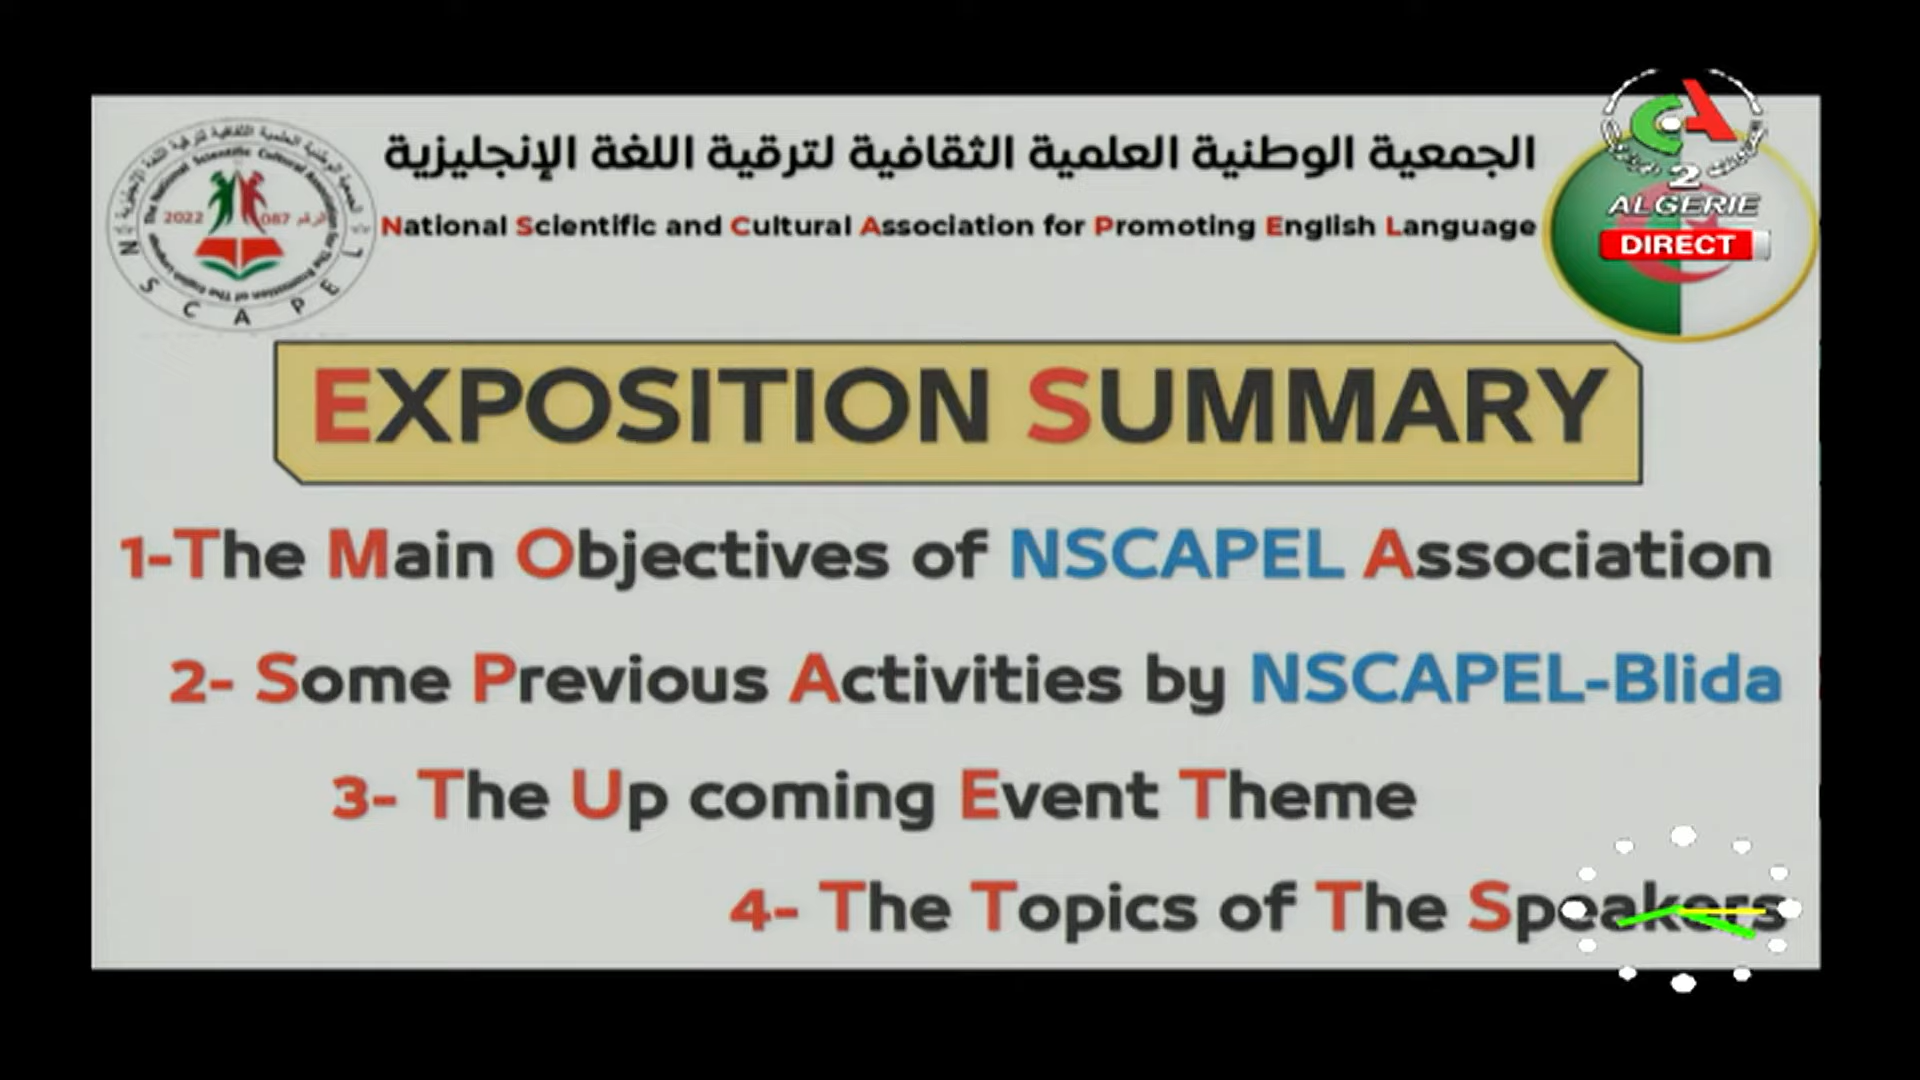 الجمعية الوطنية العلمية الثقافية لترقية اللغة الإنجليزية
National Scientific and Cultural Association for Promoting English Language
2022
087 الرقم
N S C A P E L
2
ALGERIE
DIRECT
EXPOSITION SUMMARY
1-The Main Objectives of NSCAPEL Association
2- Some Previous Activities by NSCAPEL-Blida
3- The Up coming Event Theme
4- The Topics of The Speakers